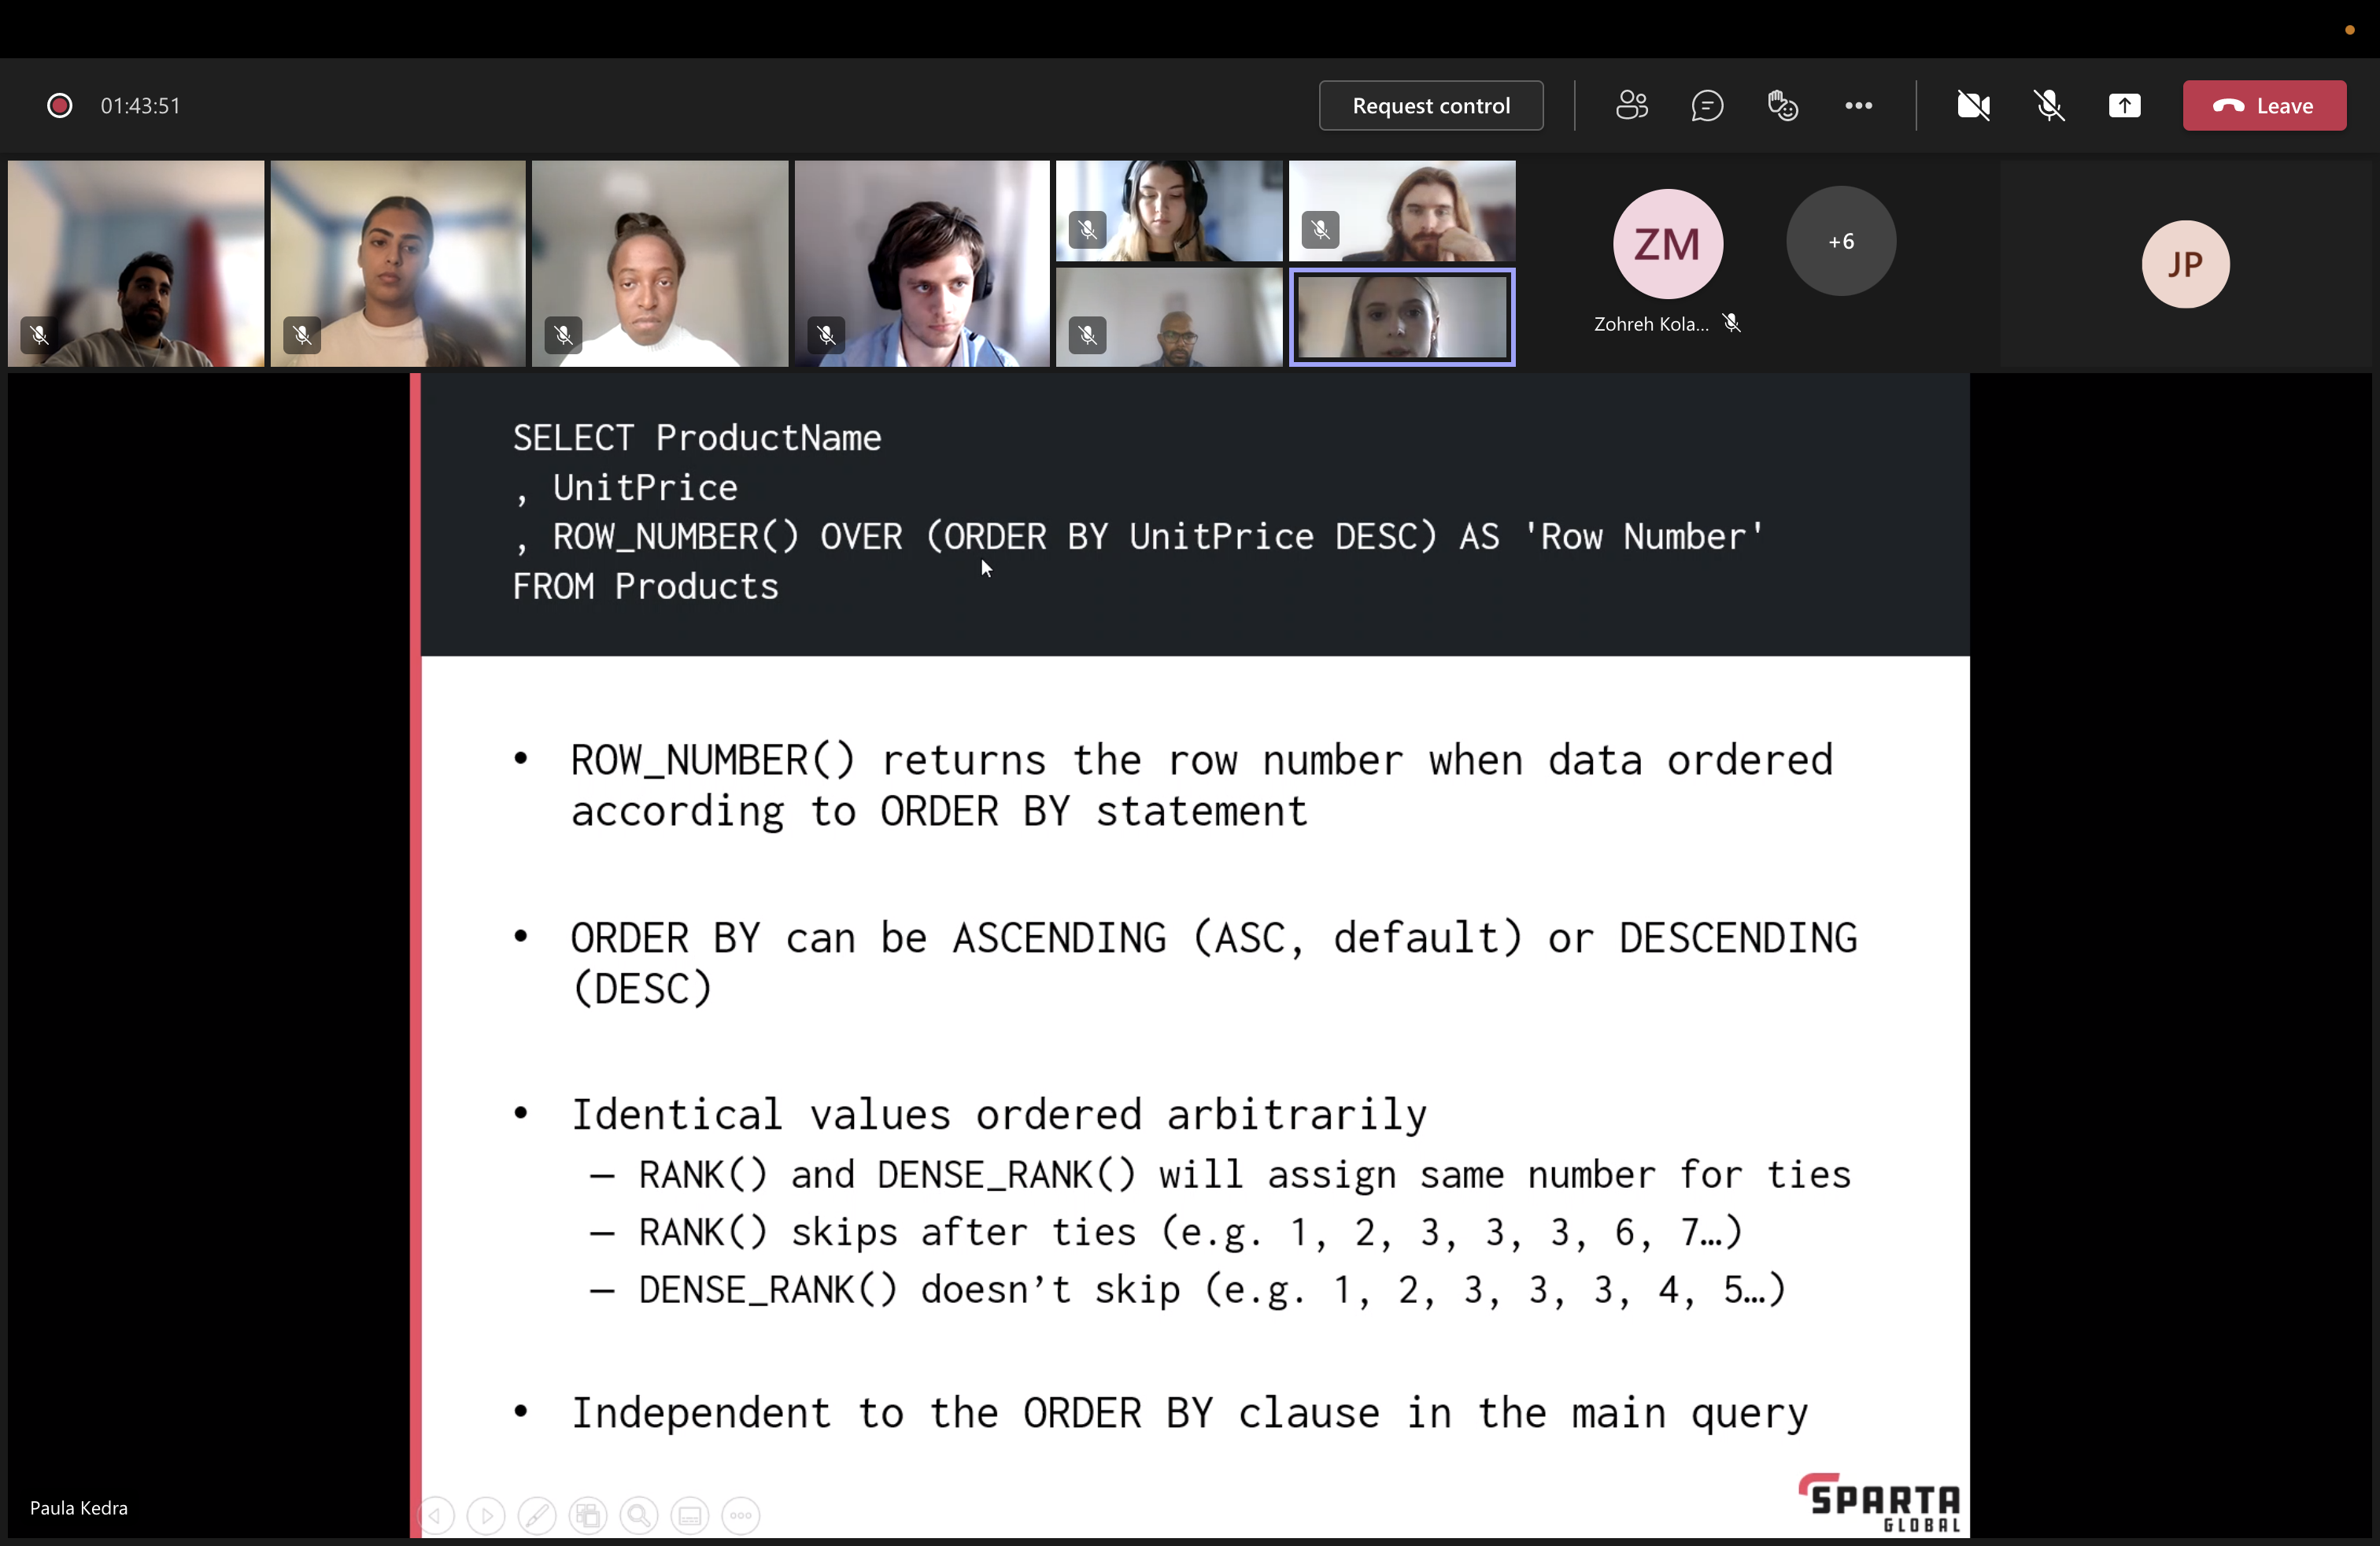 01:43:51
Request control
Leave
ZM
Zohreh Kola...
+6
JP
SELECT ProductName
, UnitPrice
, ROW_NUMBER() OVER (ORDER BY UnitPrice DESC) AS 'Row Number'
FROM Products
• ROW_NUMBER() returns the row number when data ordered
according to ORDER BY statement
• ORDER BY can be ASCENDING (ASC, default) or DESCENDING
(DESC)
• Identical values ordered arbitrarily
– RANK() and DENSE_RANK() will assign same number for ties
– RANK() skips after ties (e.g. 1, 2, 3, 3, 3, 6, 7…)
– DENSE_RANK() doesn’t skip (e.g. 1, 2, 3, 3, 3, 4, 5…)
• Independent to the ORDER BY clause in the main query
Paula Kedra
SPARTA
GLOBAL